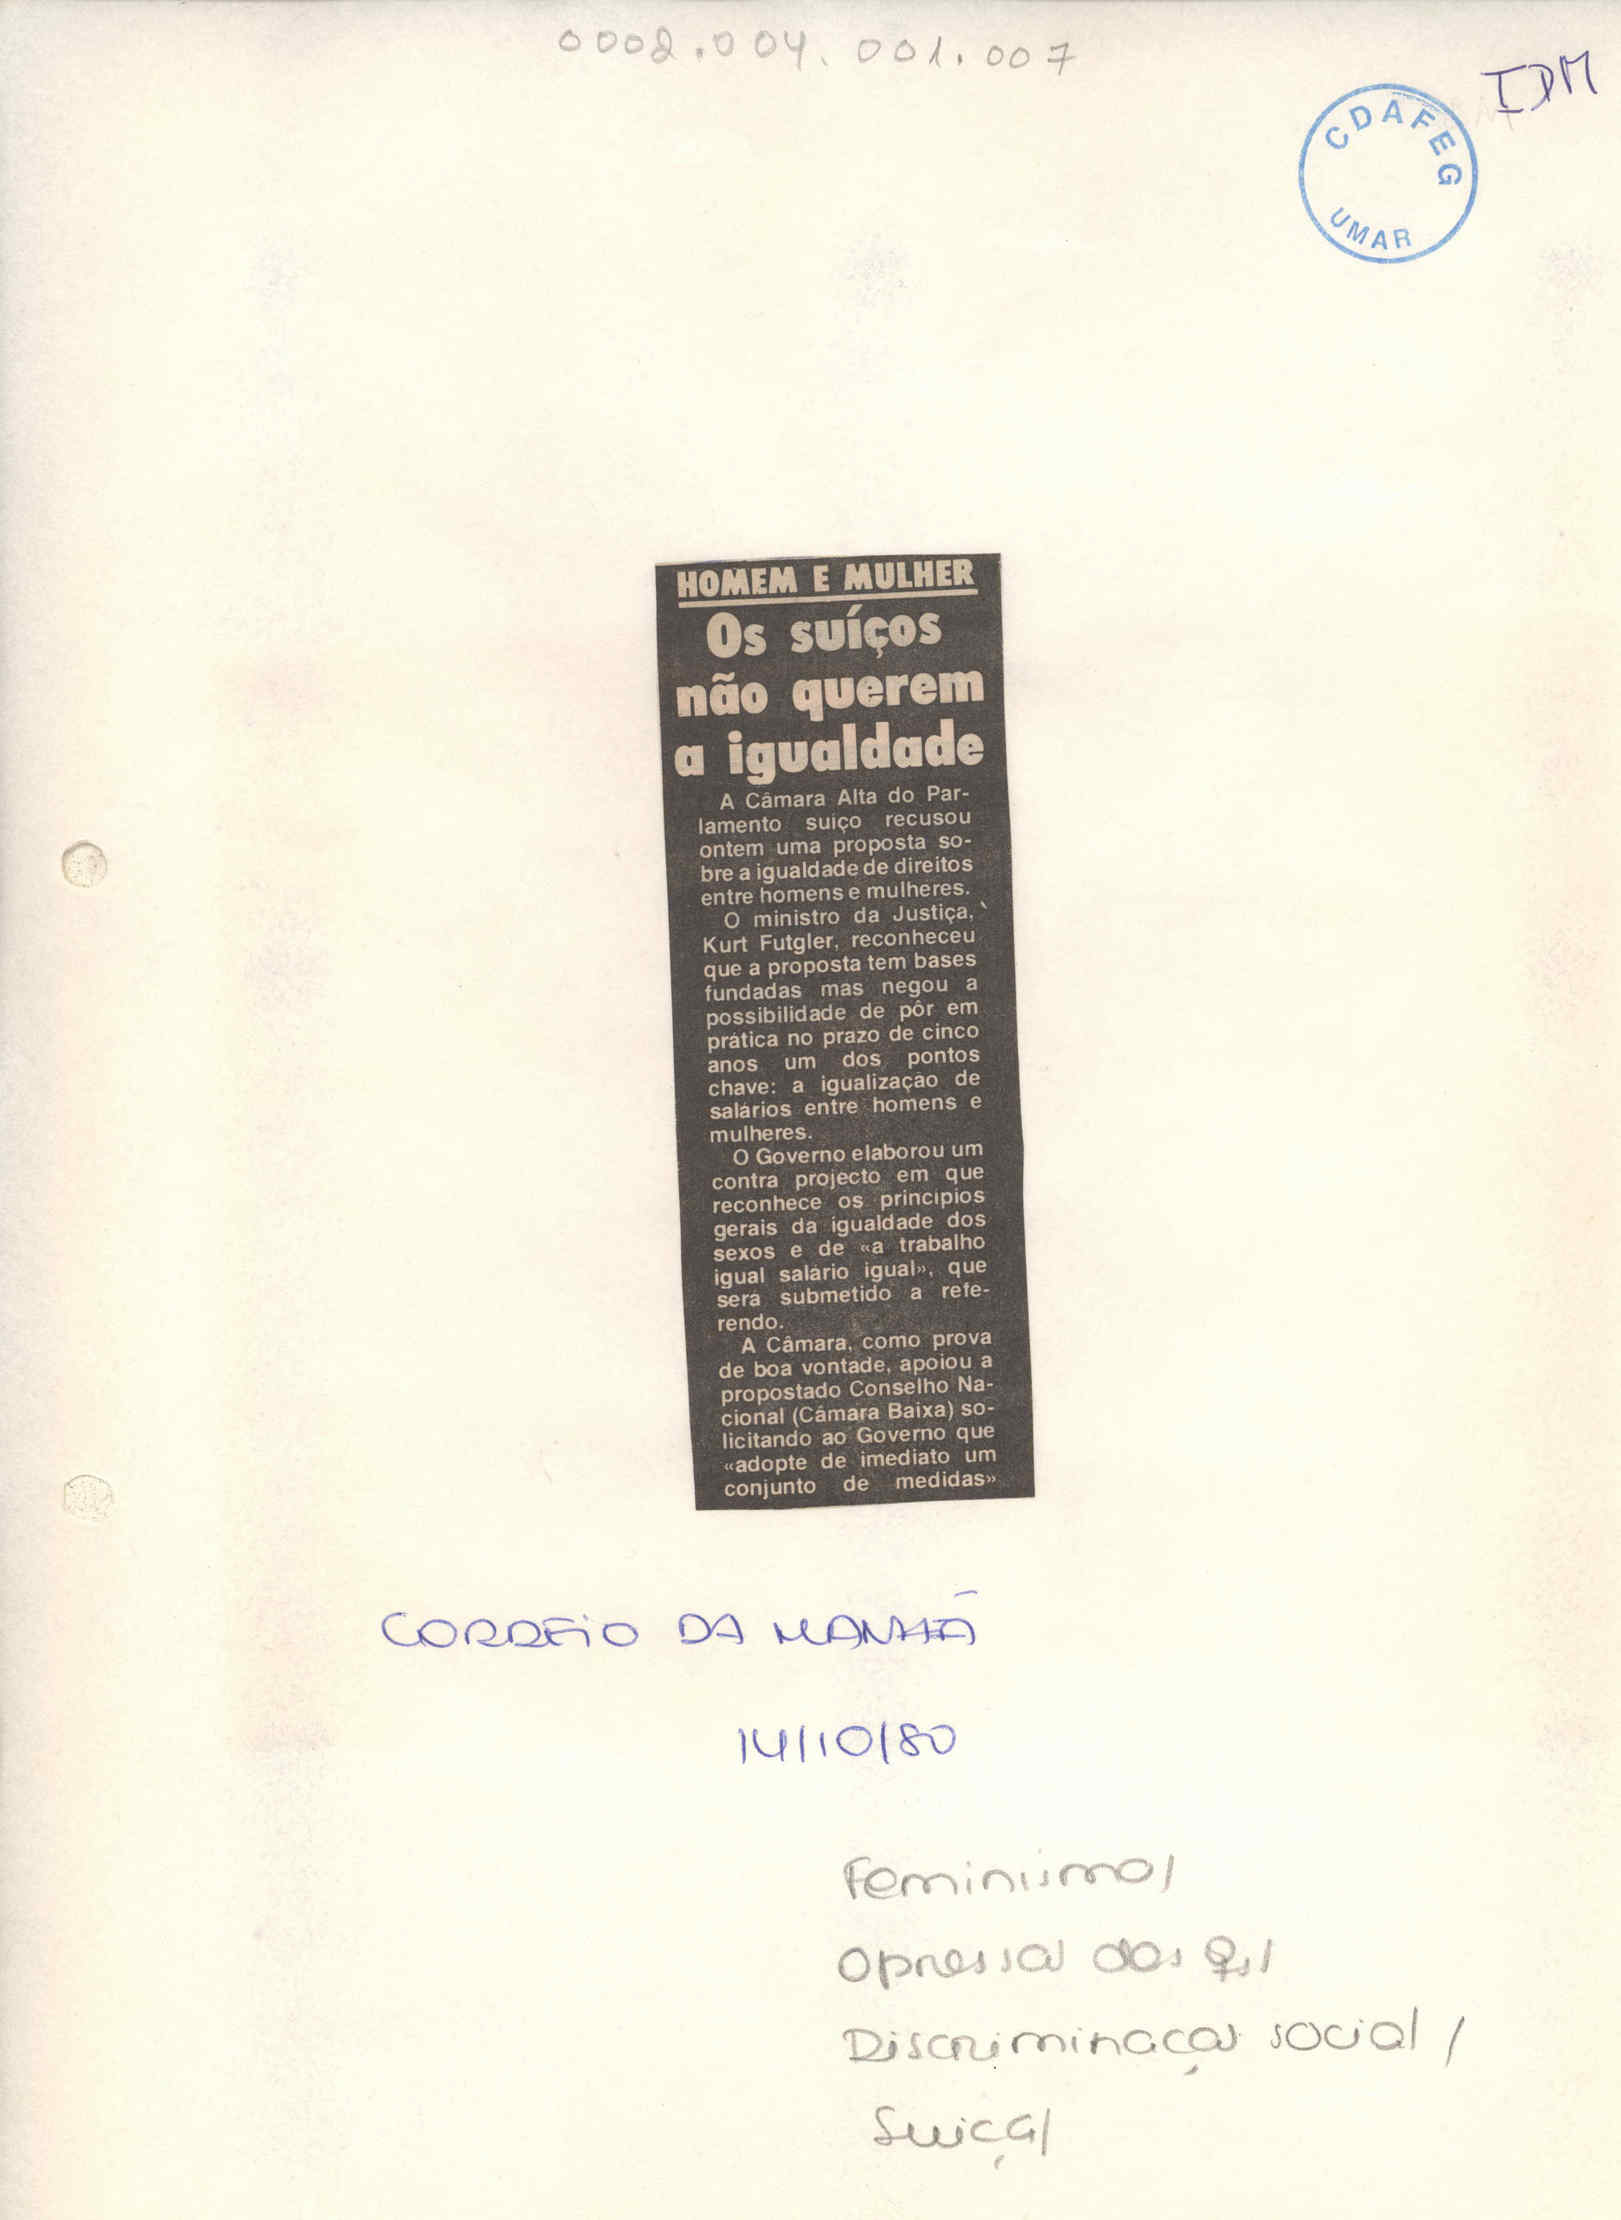 0002.004.001.007
IDM
CDAFEG
UMAR
HOMEM E MULHER
Os suíços
não querem
a igualdade
A Câmara Alta do Par-
lamento suíço recusou
ontem uma proposta so-
bre a igualdade de direitos
entre homens e mulheres.
O ministro da Justiça,
Kurt Futgler, reconheceu
que a proposta tem bases
fundadas mas negou a
possibilidade de pôr em
prática no prazo de cinco
anos um dos pontos
chave: a igualização de
salários entre homens e
mulheres.
O Governo elaborou um
contra projecto em que
reconhece os princípios
gerais da igualdade dos
sexos e de «a trabalho
igual salário igual», que
será submetido a refe-
rendo.
A Câmara, como prova
de boa vontade, apoiou a
propostado Conselho Na-
cional (Câmara Baixa) so-
licitando ao Governo que
«adopte de imediato um
conjunto de medidas»
CORREIO DA MANHÃ
14/10/80
Feminismo/
Opressão das ♀s/
Discriminação social /
Suiça/